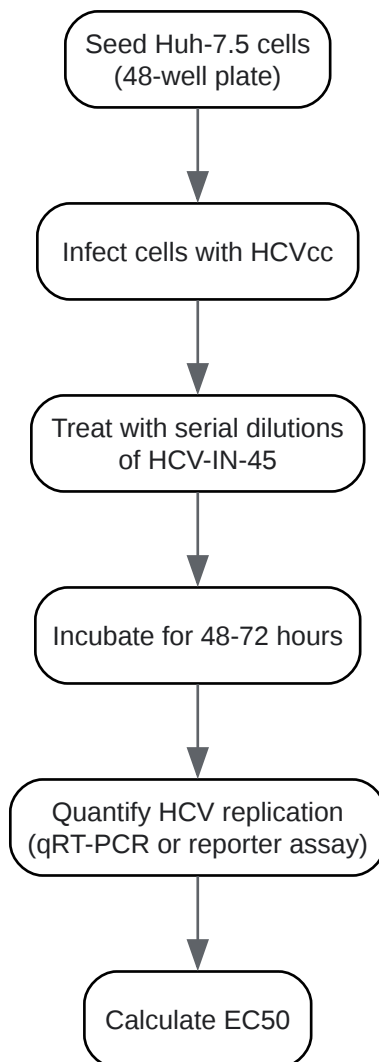 Seed Huh-7.5 cells
(48-well plate)
Infect cells with HCVcc
Treat with serial dilutions
of HCV-IN-45
Incubate for 48-72 hours
Quantify HCV replication
(qRT-PCR or reporter assay)
Calculate EC50